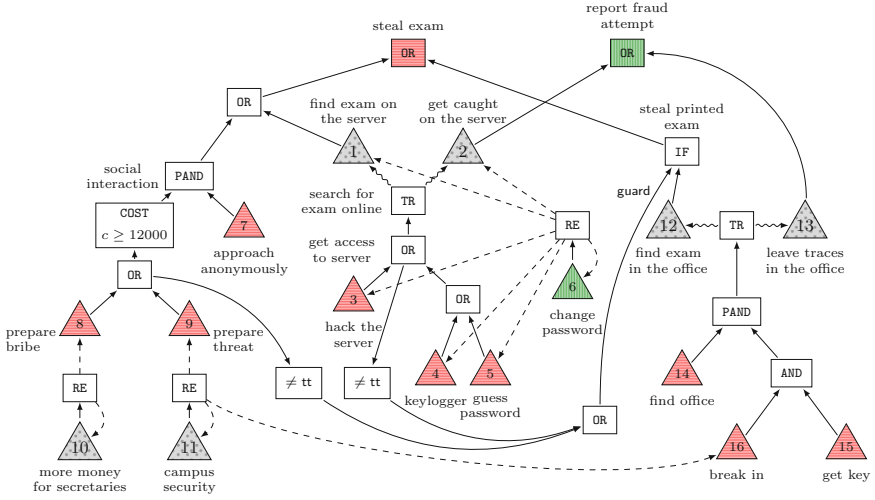 steal exam
OR
report fraud
attempt
OR
OR
find exam on
the server
1
get caught
on the server
2
steal printed
exam
IF
guard
social
interaction
PAND
COST
c ≥ 12000
7
approach
anonymously
search for
exam online
TR
get access
to server
OR
RE
12
find exam
in the office
TR
13
leave traces
in the office
OR
3
hack the
server
OR
6
change
password
8
prepare
bribe
9
prepare
threat
PAND
RE
RE
≠ tt
≠ tt
4
keylogger
5
guess
password
14
find office
AND
OR
10
more money
for secretaries
11
campus
security
16
break in
15
get key